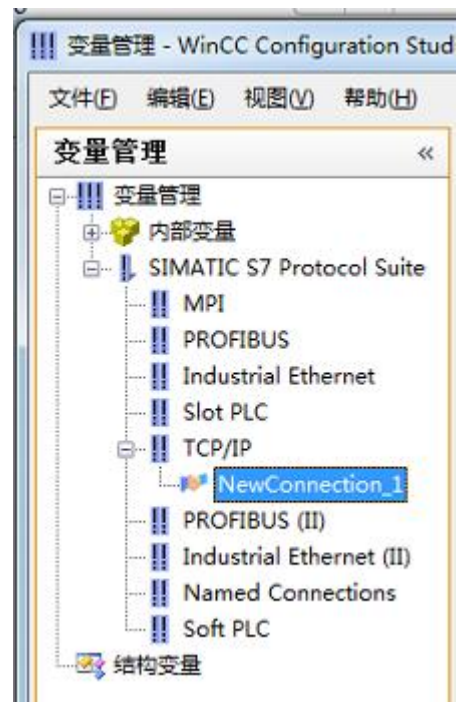 变量管理 - WinCC Configuration Stud
文件(F) 编辑(E) 视图(V) 帮助(H)
变量管理 «
变量管理
内部变量
SIMATIC S7 Protocol Suite
MPI
PROFIBUS
Industrial Ethernet
Slot PLC
TCP/IP
NewConnection_1
PROFIBUS (II)
Industrial Ethernet (II)
Named Connections
Soft PLC
结构变量